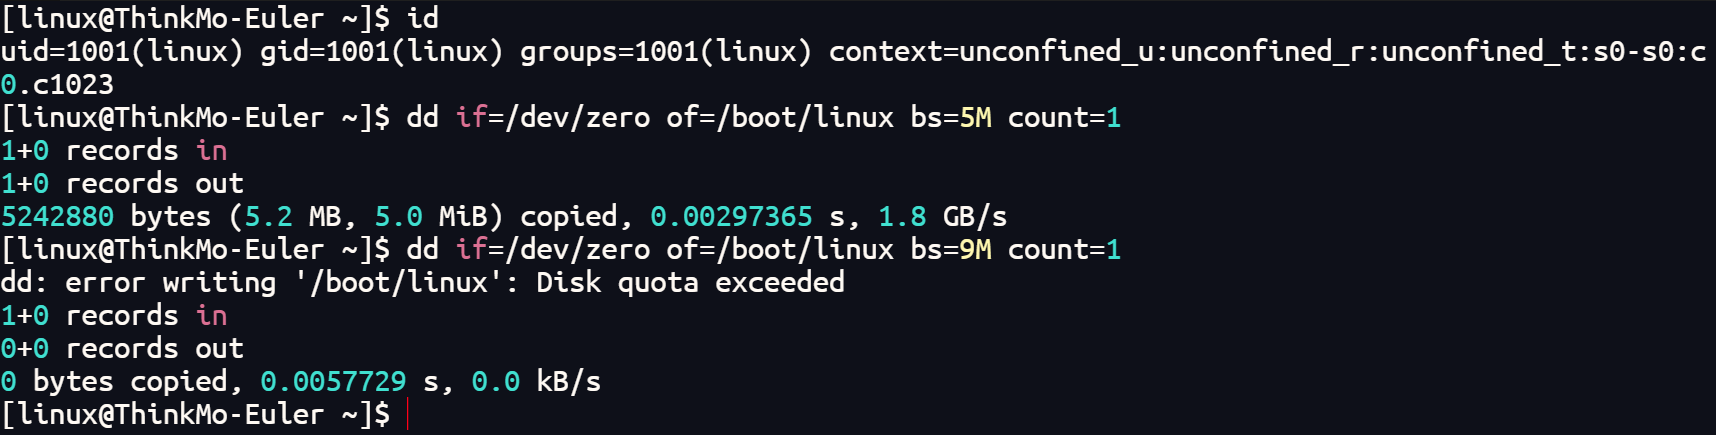 [linux@ThinkMo-Euler ~]$ id
uid=1001(linux) gid=1001(linux) groups=1001(linux) context=unconfined_u:unconfined_r:unconfined_t:s0-s0:c
0.c1023
[linux@ThinkMo-Euler ~]$ dd if=/dev/zero of=/boot/linux bs=5M count=1
1+0 records in
1+0 records out
5242880 bytes (5.2 MB, 5.0 MiB) copied, 0.00297365 s, 1.8 GB/s
[linux@ThinkMo-Euler ~]$ dd if=/dev/zero of=/boot/linux bs=9M count=1
dd: error writing '/boot/linux': Disk quota exceeded
1+0 records in
0+0 records out
0 bytes copied, 0.0057729 s, 0.0 kB/s
[linux@ThinkMo-Euler ~]$